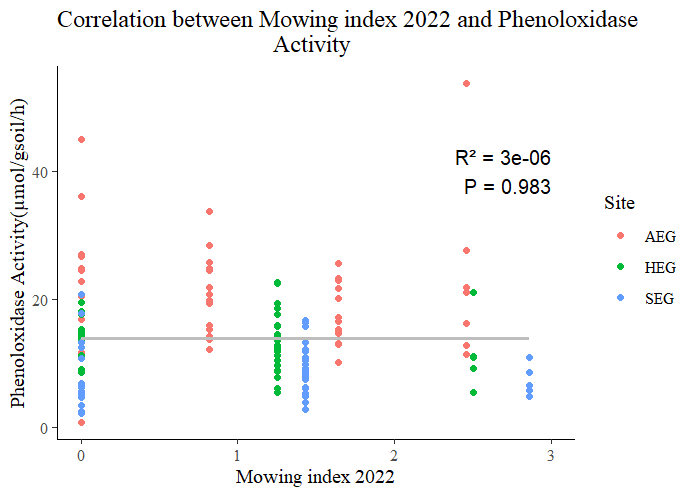 Correlation between Mowing index 2022 and Phenoloxidase
Activity
Phenoloxidase Activity(μmol/gsoil/h)
40
20
0
R² = 3e-06
P = 0.983
Site
AEG
HEG
SEG
0
1
2
3
Mowing index 2022